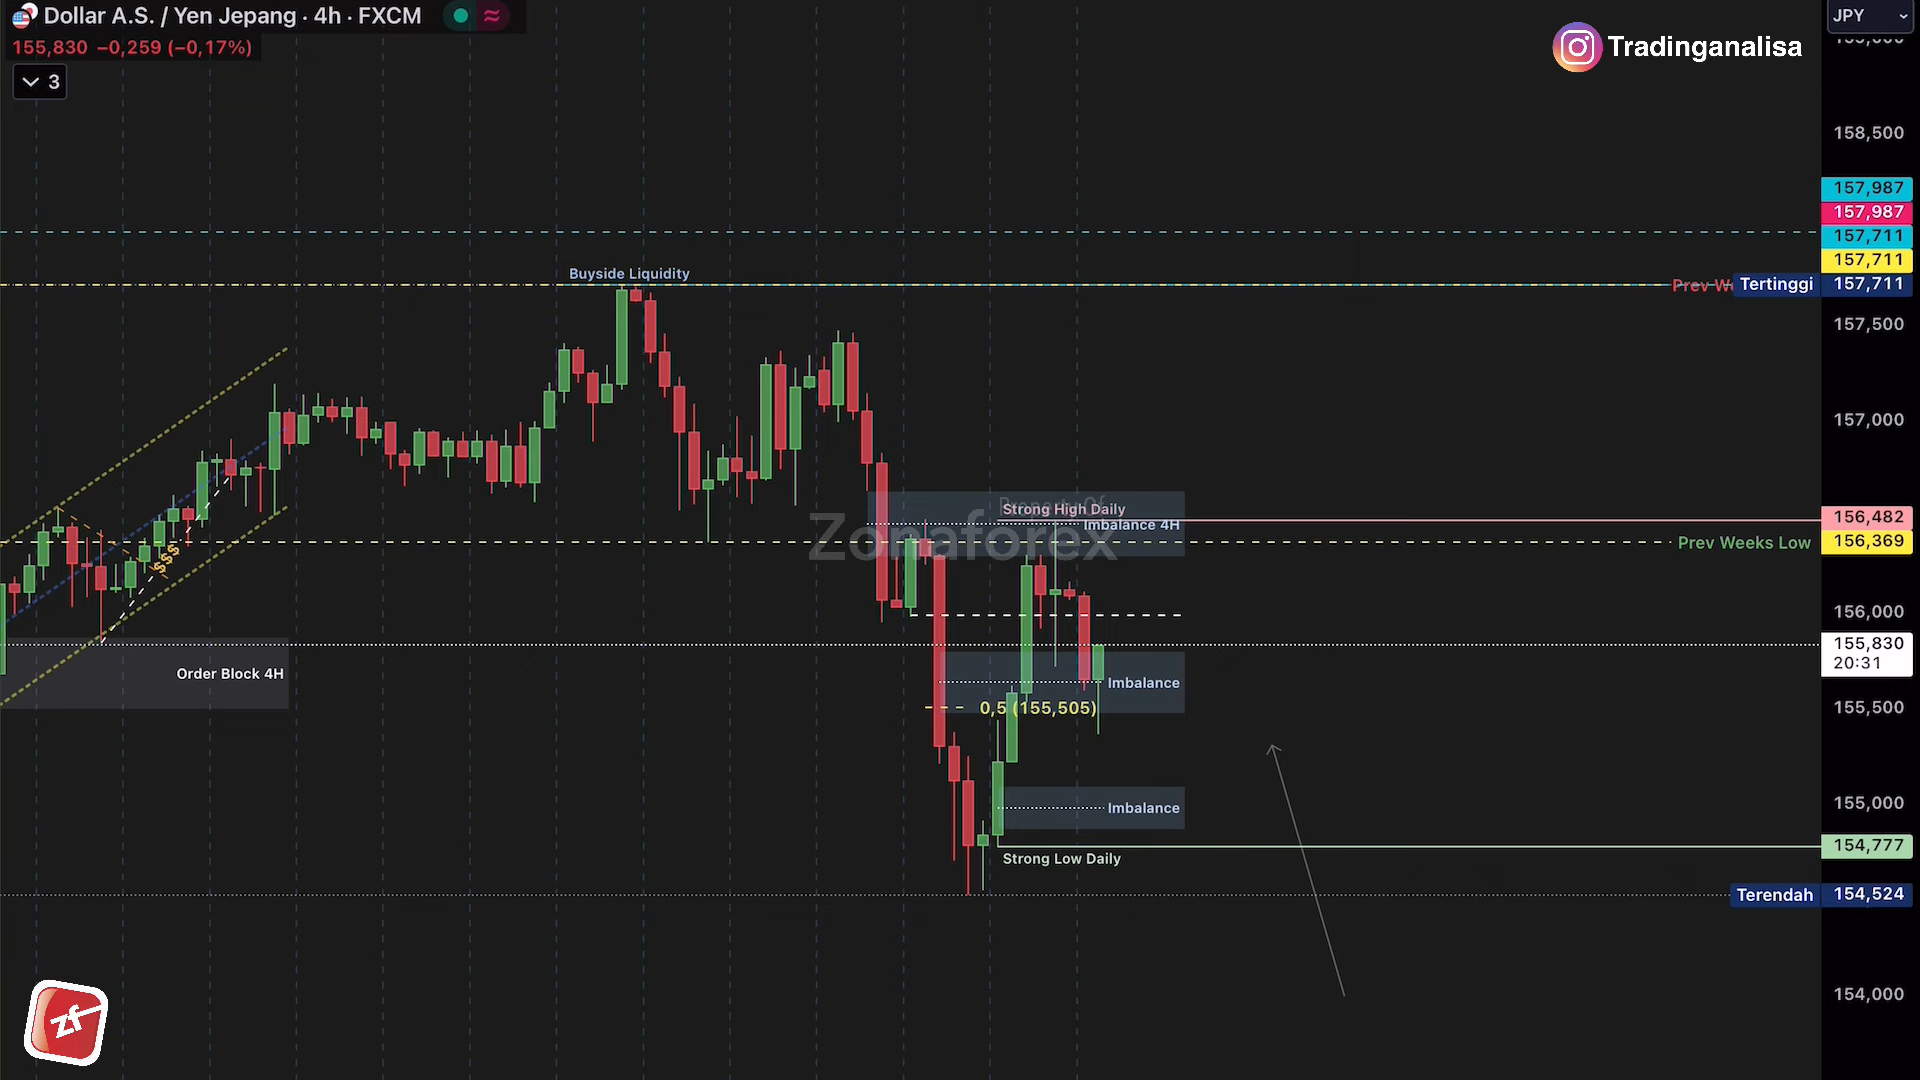 Dollar A.S. / Yen Jepang · 4h · FXCM
155,830 −0,259 (−0,17%)
3
Tradinganalisa
JPY
158,500
157,987
157,987
157,711
157,711
Buyside Liquidity
Tertinggi 157,711
157,500
157,000
Property Of
Strong High Daily
156,482
Imbalance 4H
Zonaforex
Prev Weeks Low 156,369
$$$
156,000
155,830
20:31
Order Block 4H
Imbalance
0,5 (155,505)
155,500
155,000
Imbalance
154,777
Strong Low Daily
Terendah 154,524
154,000
zf